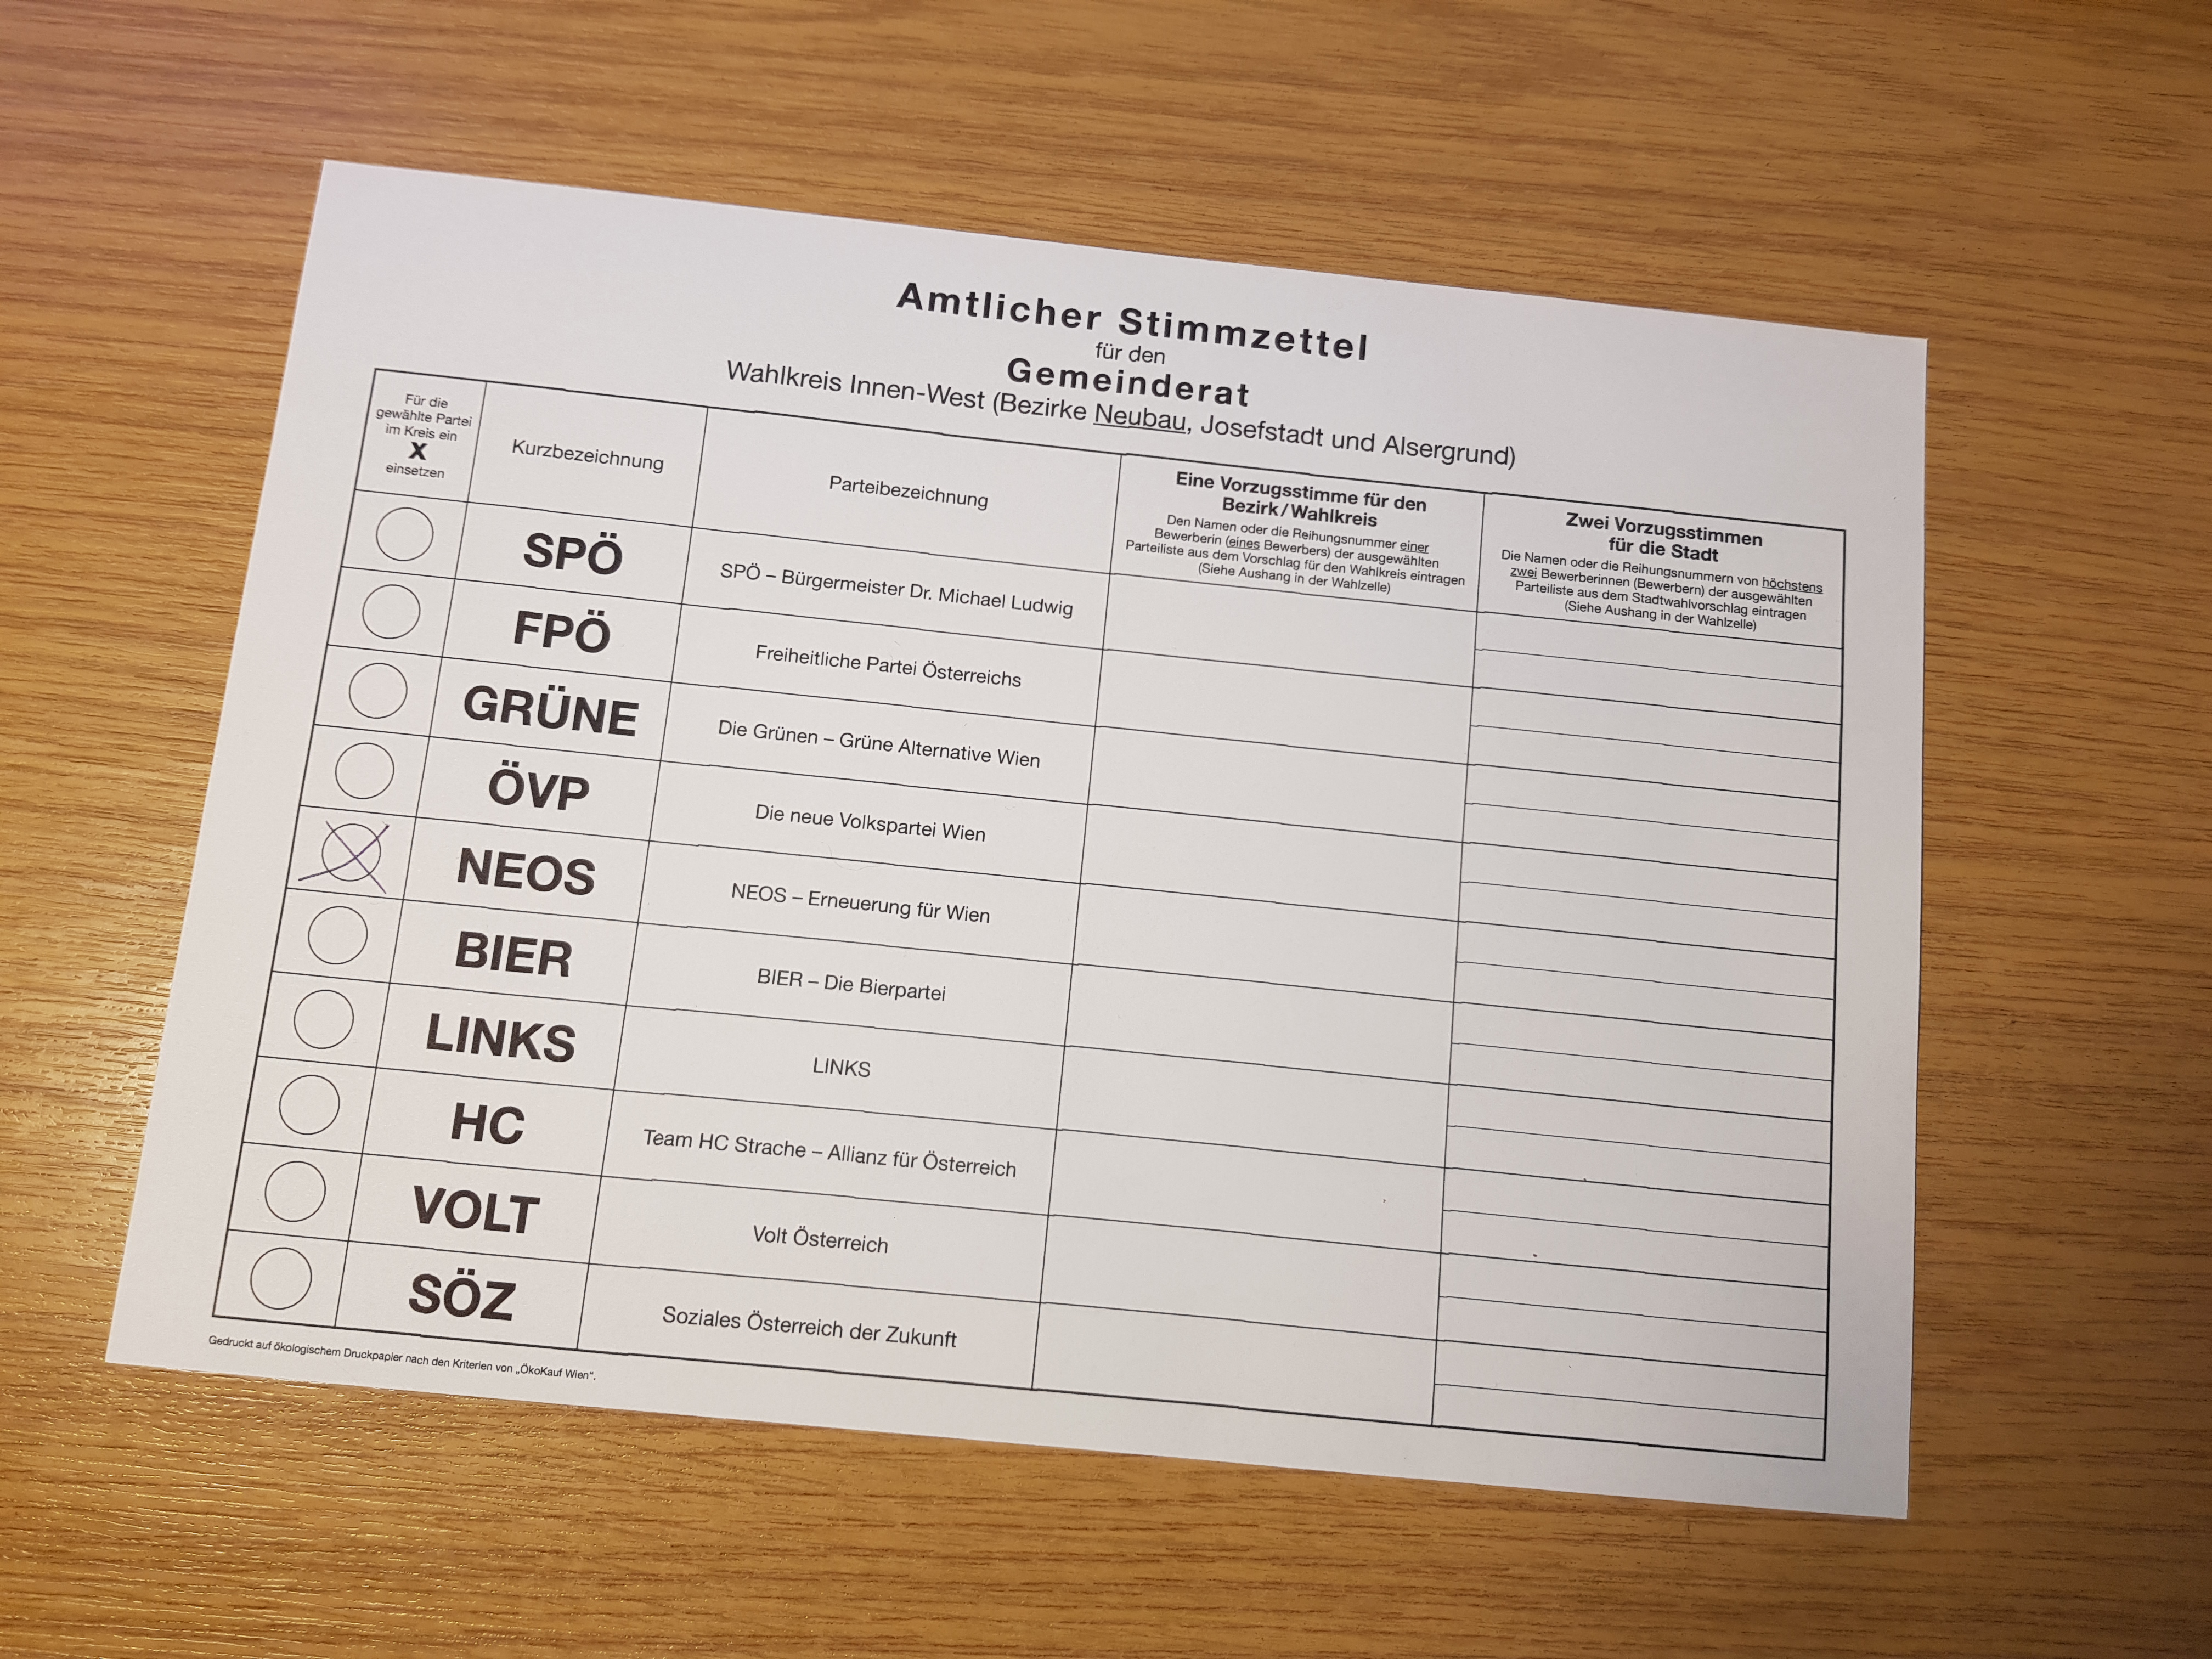 Amtlicher Stimmzettel
für den
Gemeinderat
Wahlkreis Innen-West (Bezirke Neubau, Josefstadt und Alsergrund)
Für die
gewählte Partei
im Kreis ein
X
einsetzen
Kurzbezeichnung
Parteibezeichnung
Eine Vorzugsstimme für den
Bezirk/Wahlkreis
Den Namen oder die Reihungsnummer einer
Bewerberin (eines Bewerbers) der ausgewählten
Parteiliste aus dem Vorschlag für den Wahlkreis eintragen
(Siehe Aushang in der Wahlzelle)
Zwei Vorzugsstimmen
für die Stadt
Die Namen oder die Reihungsnummern von höchstens
zwei Bewerberinnen (Bewerbern) der ausgewählten
Parteiliste aus dem Stadtwahlvorschlag eintragen
(Siehe Aushang in der Wahlzelle)
SPÖ
SPÖ – Bürgermeister Dr. Michael Ludwig
FPÖ
Freiheitliche Partei Österreichs
GRÜNE
Die Grünen – Grüne Alternative Wien
ÖVP
Die neue Volkspartei Wien
X
NEOS
NEOS – Erneuerung für Wien
BIER
BIER – Die Bierpartei
LINKS
LINKS
HC
Team HC Strache – Allianz für Österreich
VOLT
Volt Österreich
SÖZ
Soziales Österreich der Zukunft
Gedruckt auf ökologischem Druckpapier nach den Kriterien von „ÖkoKauf Wien“.